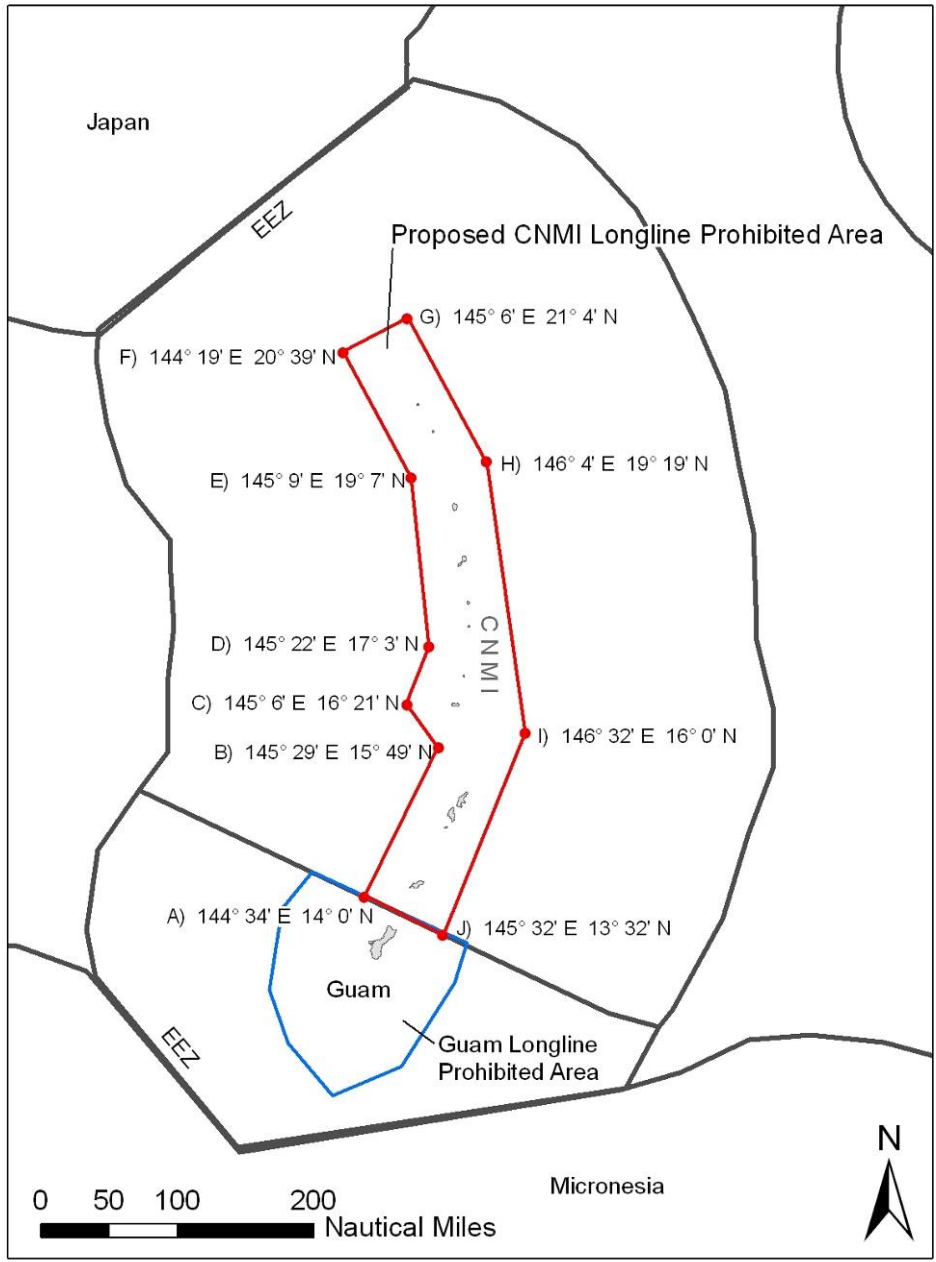 Japan
EEZ
Proposed CNMI Longline Prohibited Area
G) 145° 6' E 21° 4' N
F) 144° 19' E 20° 39' N
H) 146° 4' E 19° 19' N
E) 145° 9' E 19° 7' N
CNMI
D) 145° 22' E 17° 3' N
C) 145° 6' E 16° 21' N
I) 146° 32' E 16° 0' N
B) 145° 29' E 15° 49' N
A) 144° 34' E 14° 0' N
J) 145° 32' E 13° 32' N
Guam
EEZ
Guam Longline
Prohibited Area
N
Micronesia
0 50 100 200
Nautical Miles